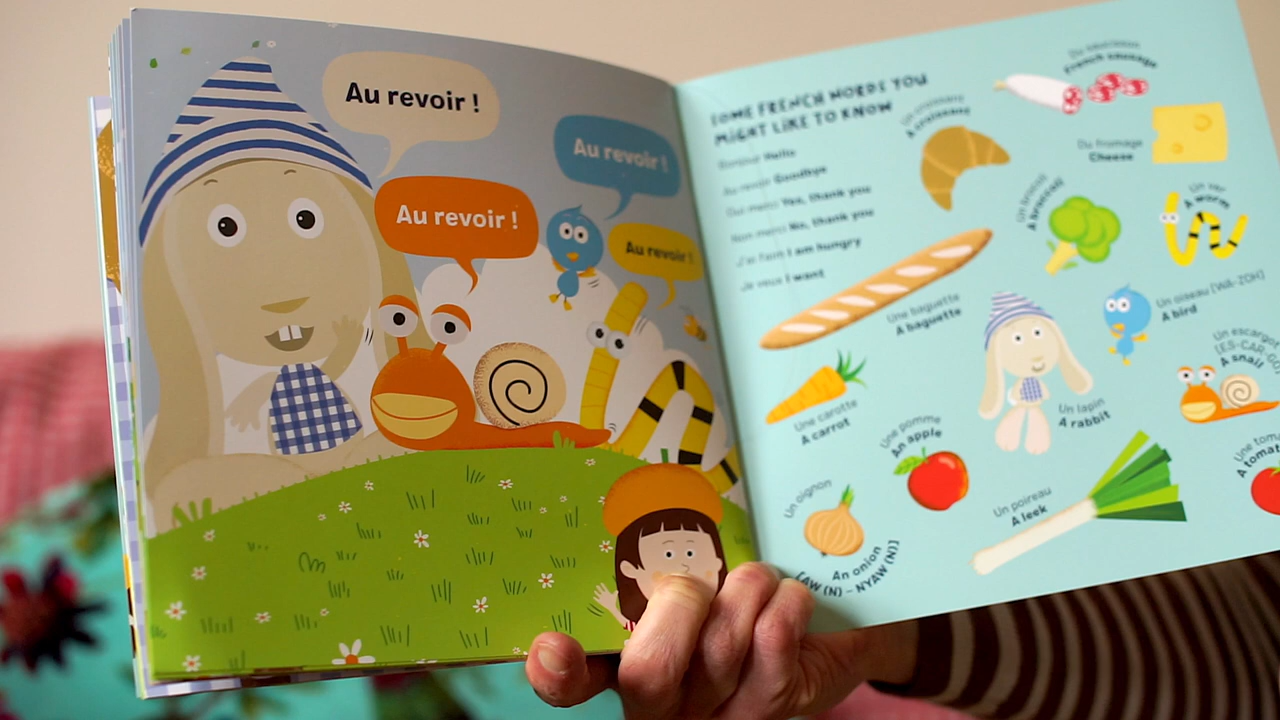 Au revoir !
Au revoir !
Au revoir !
Au revoir !
SOME FRENCH WORDS YOU
MIGHT LIKE TO KNOW
Bonjour Hello
Au revoir Goodbye
Oui merci Yes, thank you
Non merci No, thank you
J'ai faim I am hungry
Je veux I want
Du saucisson
French sausage
Un croissant
A croissant
Du fromage
Cheese
Un brocoli
A broccoli
Un ver
A worm
Une baguette
A baguette
Un oiseau [WA-ZOH]
A bird
Un escargot
[ES-CAR-GO]
A snail
Une carotte
A carrot
Un lapin
A rabbit
Une pomme
An apple
Un oignon
An onion
[AW (N) - NYAW (N)]
Un poireau
A leek
Une
A